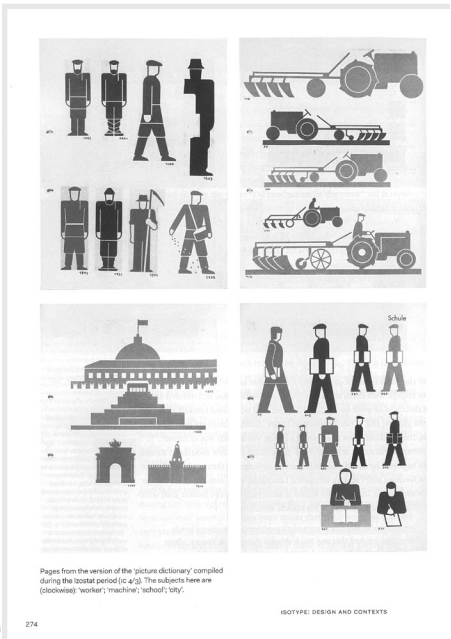 Schule
Pages from the version of the ‘picture dictionary’ compiled
during the Izostat period (IC 4/3). The subjects here are
(clockwise): ‘worker’; ‘machine’; ‘school’; ‘city’.
ISOTYPE: DESIGN AND CONTEXTS
274